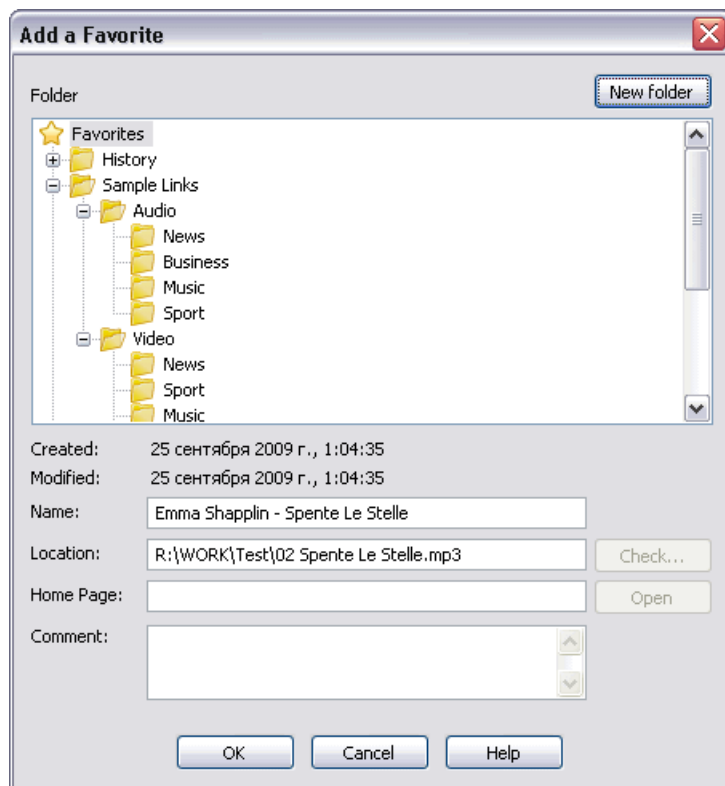 Add a Favorite
Folder
New folder
Favorites
History
Sample Links
Audio
News
Business
Music
Sport
Video
News
Sport
Music
Created: 25 сентября 2009 г., 1:04:35
Modified: 25 сентября 2009 г., 1:04:35
Name: Emma Shapplin - Spente Le Stelle
Location: R:\WORK\Test\02 Spente Le Stelle.mp3 Check...
Home Page: Open
Comment:
OK Cancel Help